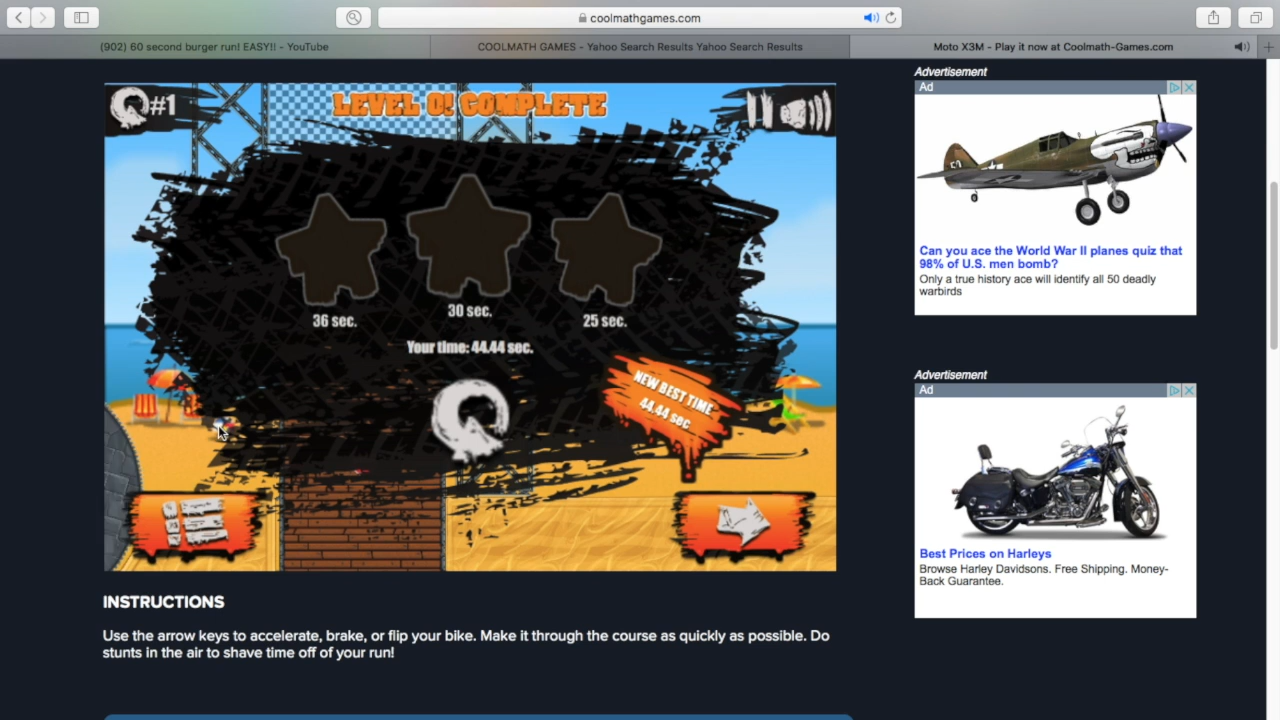 coolmathgames.com
(902) 60 second burger run! EASY!! - YouTube
COOLMATH GAMES - Yahoo Search Results Yahoo Search Results
Moto X3M - Play it now at Coolmath-Games.com
#1
LEVEL 01 COMPLETE
36 sec.
30 sec.
25 sec.
Your time: 44.44 sec.
NEW BEST TIME
44.44 sec
INSTRUCTIONS
Use the arrow keys to accelerate, brake, or flip your bike. Make it through the course as quickly as possible. Do
stunts in the air to shave time off of your run!
Advertisement
Ad
Can you ace the World War II planes quiz that
98% of U.S. men bomb?
Only a true history ace will identify all 50 deadly
warbirds
Advertisement
Ad
Best Prices on Harleys
Browse Harley Davidsons. Free Shipping. Money-
Back Guarantee.